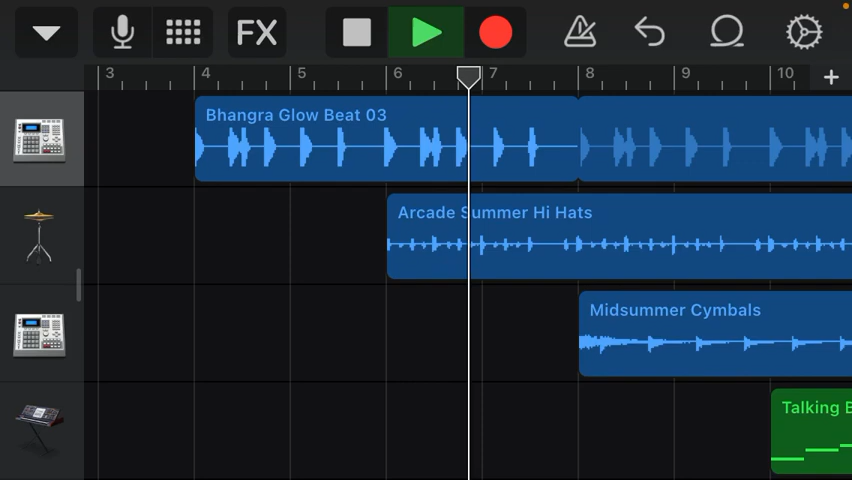 FX
3 4 5 6 7 8 9 10 +
Bhangra Glow Beat 03
Arcade Summer Hi Hats
Midsummer Cymbals
Talking